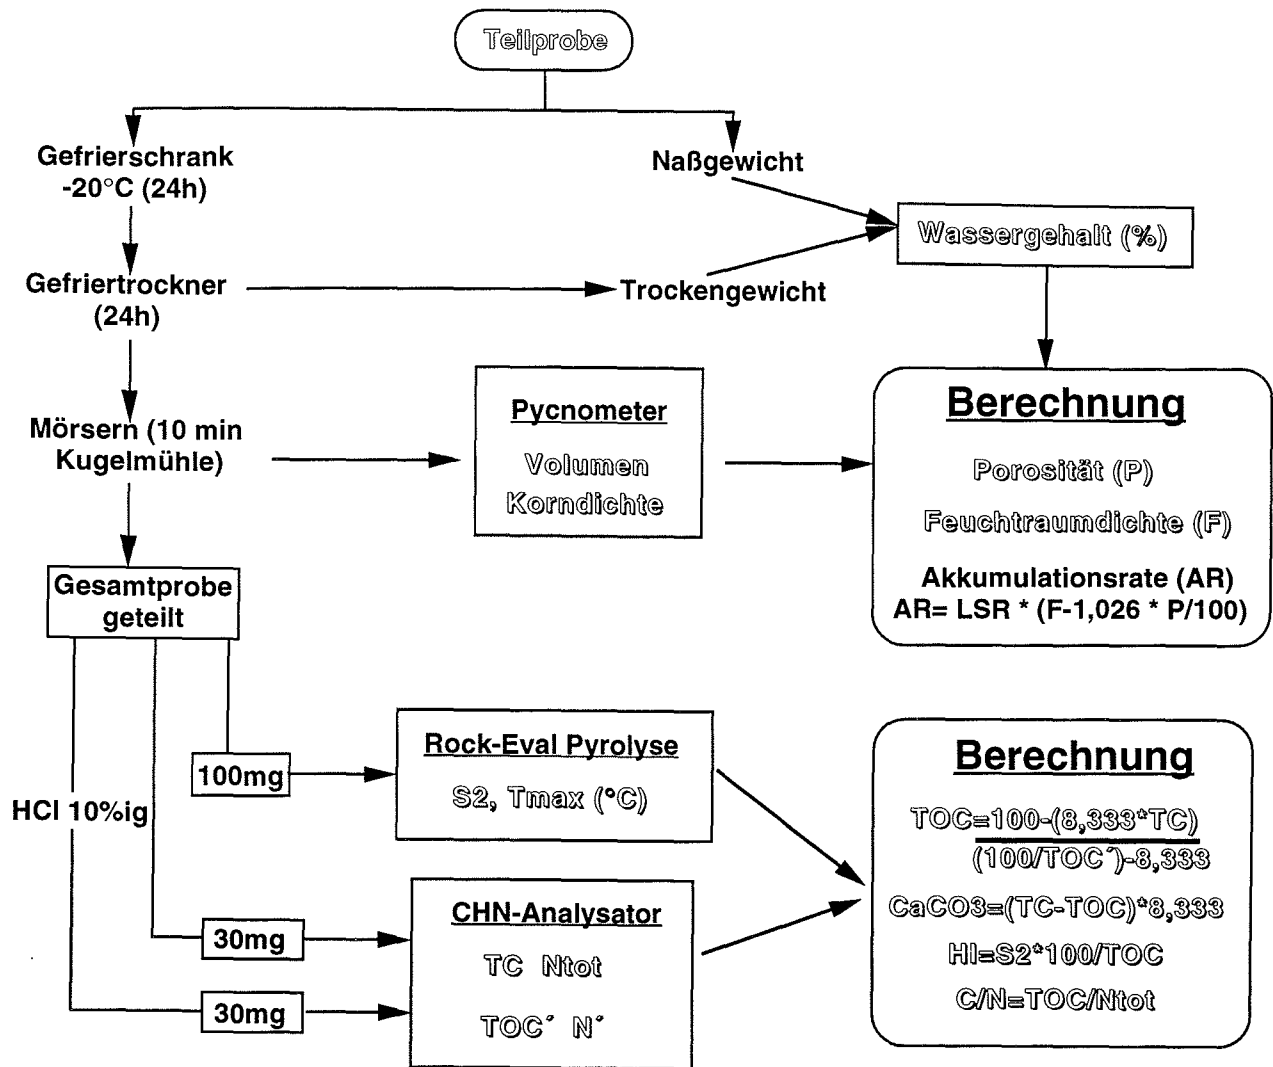 Teilprobe
Gefrierschrank
-20°C (24h)
Naßgewicht
Wassergehalt (%)
Gefriertrockner
(24h)
Trockengewicht
Mörsern (10 min
Kugelmühle)
Pycnometer
Volumen
Korndichte
Berechnung
Porosität (P)
Feuchtraumdichte (F)
Akkumulationsrate (AR)
AR= LSR * (F-1,026 * P/100)
Gesamtprobe
geteilt
100mg
HCl 10%ig
Rock-Eval Pyrolyse
S2, Tmax (°C)
30mg
30mg
CHN-Analysator
TC Ntot
TOC´ N´
Berechnung
TOC=100-(8,333*TC)
(100/TOC´)-8,333
CaCO3=(TC-TOC)*8,333
HI=S2*100/TOC
C/N=TOC/Ntot